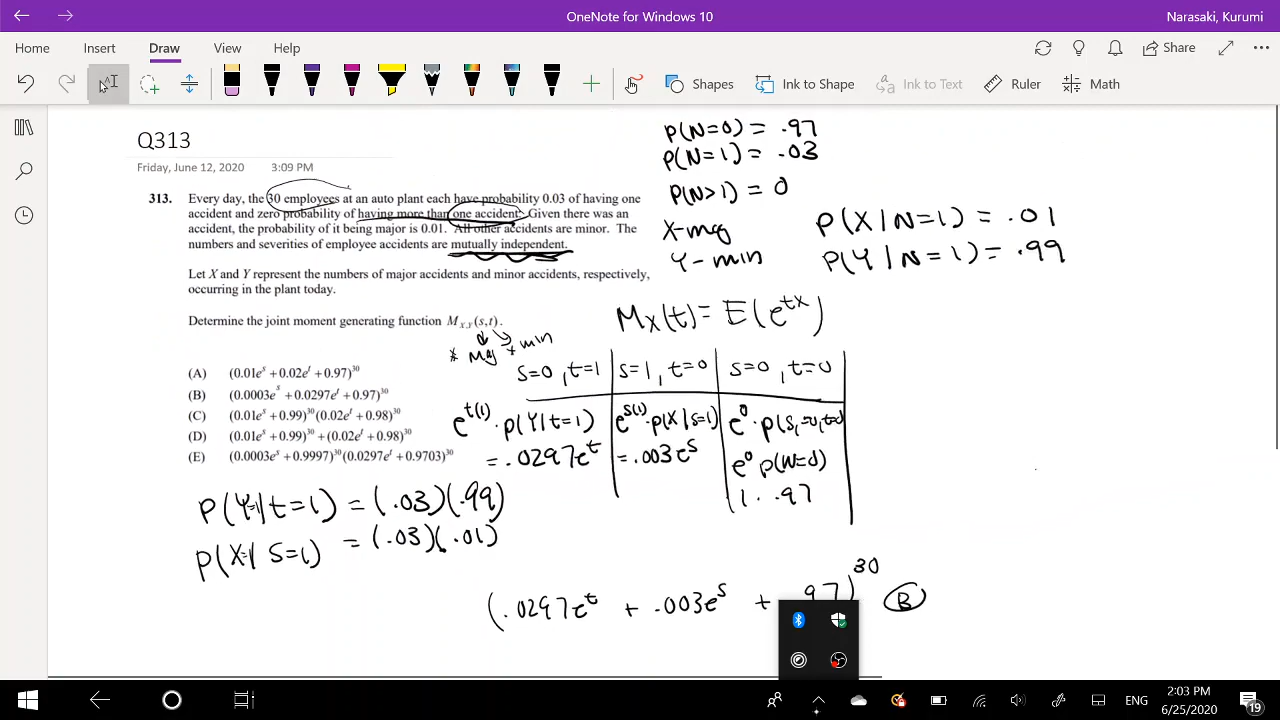 OneNote for Windows 10
Narasaki, Kurumi
Home Insert Draw View Help
Share
Shapes
Ink to Shape
Ink to Text
Ruler
Math
Q313
Friday, June 12, 2020 3:09 PM
313. Every day, the 30 employees at an auto plant each have probability 0.03 of having one
accident and zero probability of having more than one accident. Given there was an
accident, the probability of it being major is 0.01. All other accidents are minor. The
numbers and severities of employee accidents are mutually independent.
Let X and Y represent the numbers of major accidents and minor accidents, respectively,
occurring in the plant today.
Determine the joint moment generating function M_{X,Y}(s,t).
(A) (0.01e^s + 0.02e^t + 0.97)^30
(B) (0.0003e^s + 0.0297e^t + 0.97)^30
(C) (0.01e^s + 0.99)^30 (0.02e^t + 0.98)^30
(D) (0.01e^s + 0.99)^30 + (0.02e^t + 0.98)^30
(E) (0.0003e^s + 0.9997)^30 (0.0297e^t + 0.9703)^30
P(N=0) = .97
P(N=1) = .03
P(N>1) = 0
X-maj
Y-min
P(X|N=1) = .01
P(Y|N=1) = .99
M_X(t) = E(e^{tx})
* maj * min
s=0, t=1
s=1, t=0
s=0, t=0
e^{t(1)} · P(Y|t=1)
= .0297e^t
e^{s(1)} · P(X|s=1)
= .003e^s
e^0 · P(s=0,t=0)
e^0 P(N=0)
1 · .97
P(Y=1|t=1) = (.03)(.99)
P(X=1|S=1) = (.03)(.01)
(.0297e^t + .003e^s + .97)^30 B
ENG
2:03 PM
6/25/2020
19